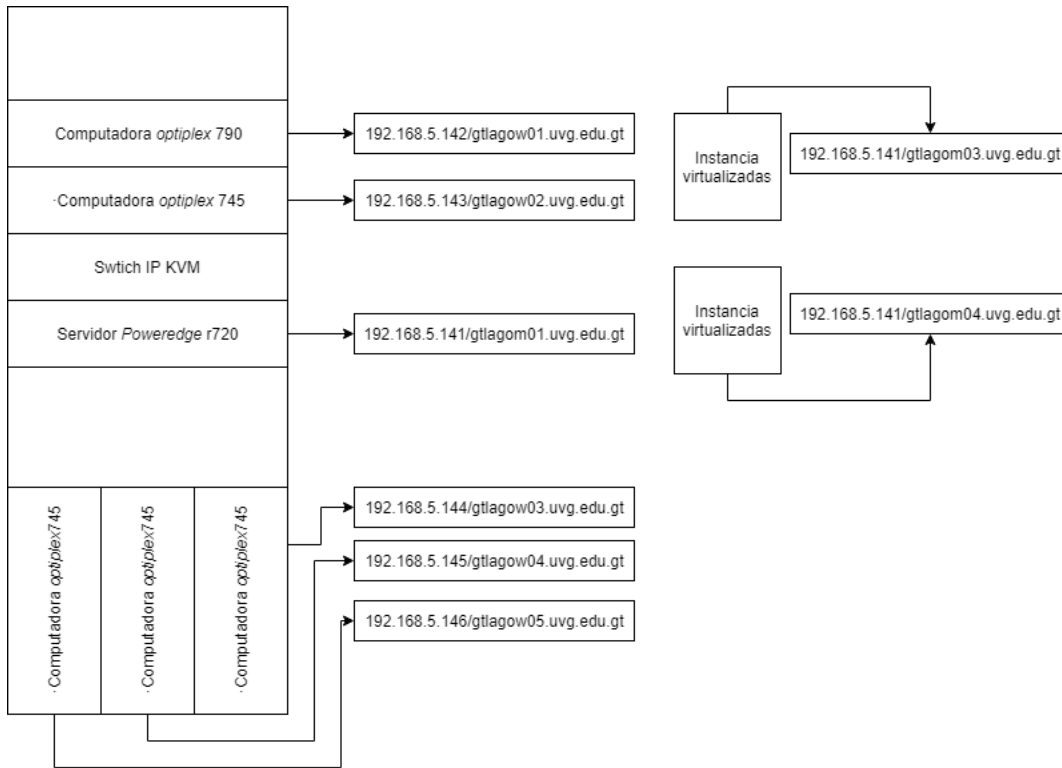 Computadora optiplex 790
192.168.5.142/gtlagow01.uvg.edu.gt
·Computadora optiplex 745
192.168.5.143/gtlagow02.uvg.edu.gt
Swtich IP KVM
Servidor Poweredge r720
192.168.5.141/gtlagom01.uvg.edu.gt
Instancia
virtualizadas
192.168.5.141/gtlagom03.uvg.edu.gt
Instancia
virtualizadas
192.168.5.141/gtlagom04.uvg.edu.gt
·Computadora optiplex745
·Computadora optiplex745
·Computadora optiplex745
192.168.5.144/gtlagow03.uvg.edu.gt
192.168.5.145/gtlagow04.uvg.edu.gt
192.168.5.146/gtlagow05.uvg.edu.gt